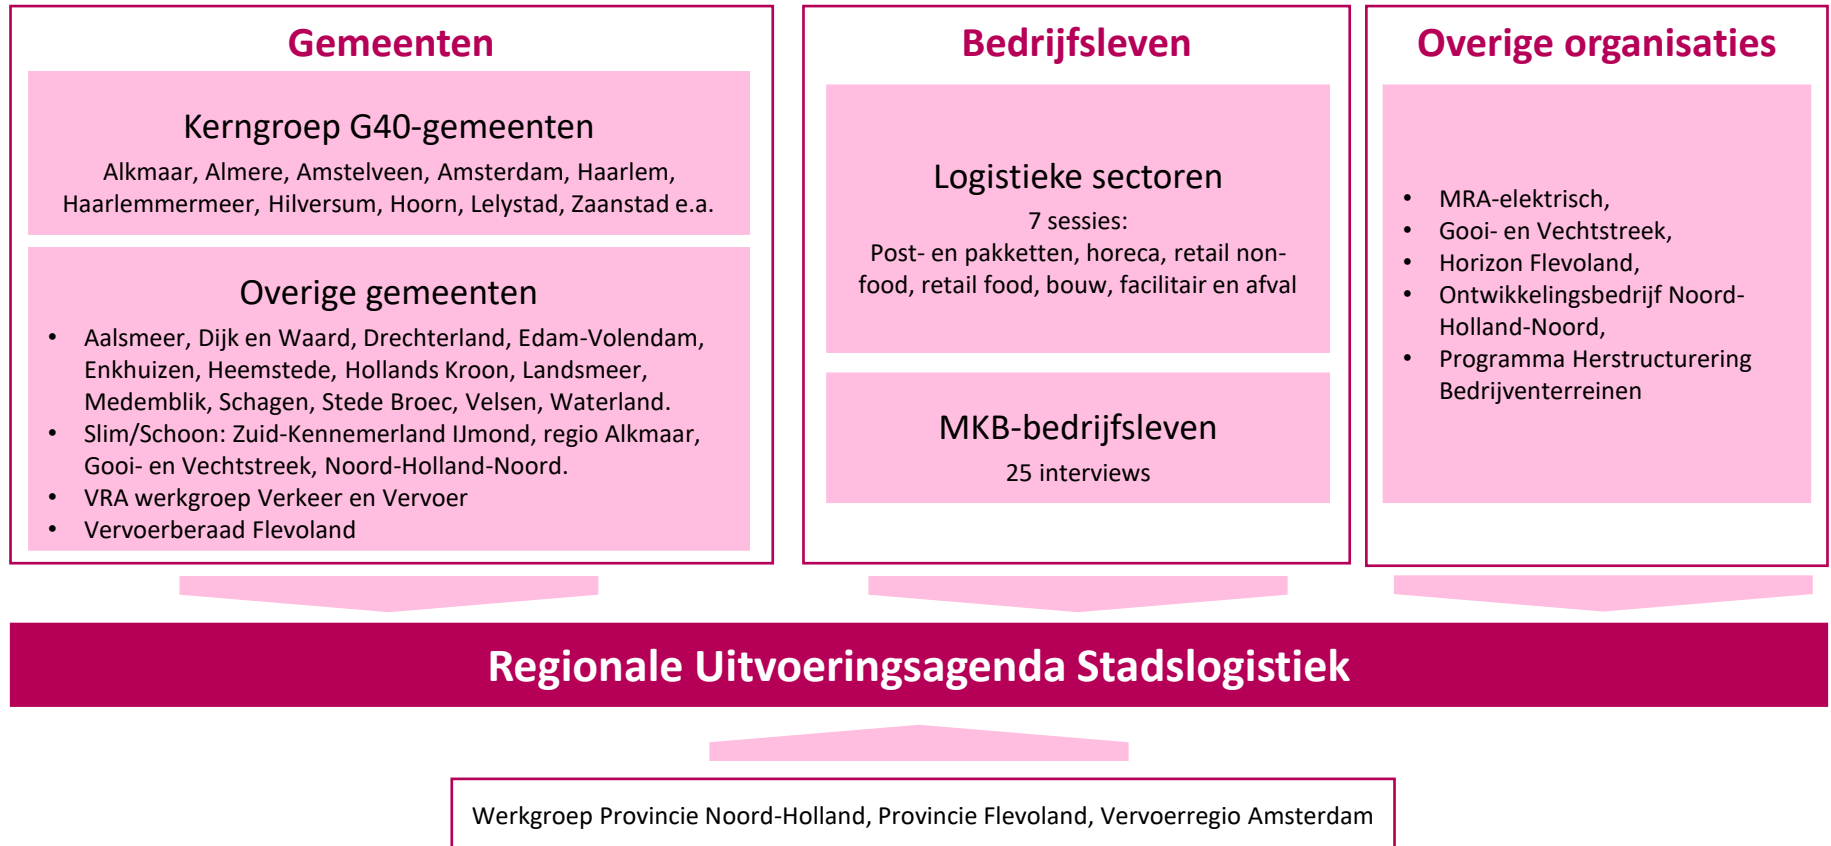 Gemeenten
Kerngroep G40-gemeenten
Alkmaar, Almere, Amstelveen, Amsterdam, Haarlem,
Haarlemmermeer, Hilversum, Hoorn, Lelystad, Zaanstad e.a.
Overige gemeenten
• Aalsmeer, Dijk en Waard, Drechterland, Edam-Volendam,
Enkhuizen, Heemstede, Hollands Kroon, Landsmeer,
Medemblik, Schagen, Stede Broec, Velsen, Waterland.
• Slim/Schoon: Zuid-Kennemerland IJmond, regio Alkmaar,
Gooi- en Vechtstreek, Noord-Holland-Noord.
• VRA werkgroep Verkeer en Vervoer
• Vervoerberaad Flevoland
Bedrijfsleven
Logistieke sectoren
7 sessies:
Post- en pakketten, horeca, retail non-
food, retail food, bouw, facilitair en afval
MKB-bedrijfsleven
25 interviews
Overige organisaties
• MRA-elektrisch,
• Gooi- en Vechtstreek,
• Horizon Flevoland,
• Ontwikkelingsbedrijf Noord-
Holland-Noord,
• Programma Herstructurering
Bedrijventerreinen
Regionale Uitvoeringsagenda Stadslogistiek
Werkgroep Provincie Noord-Holland, Provincie Flevoland, Vervoerregio Amsterdam